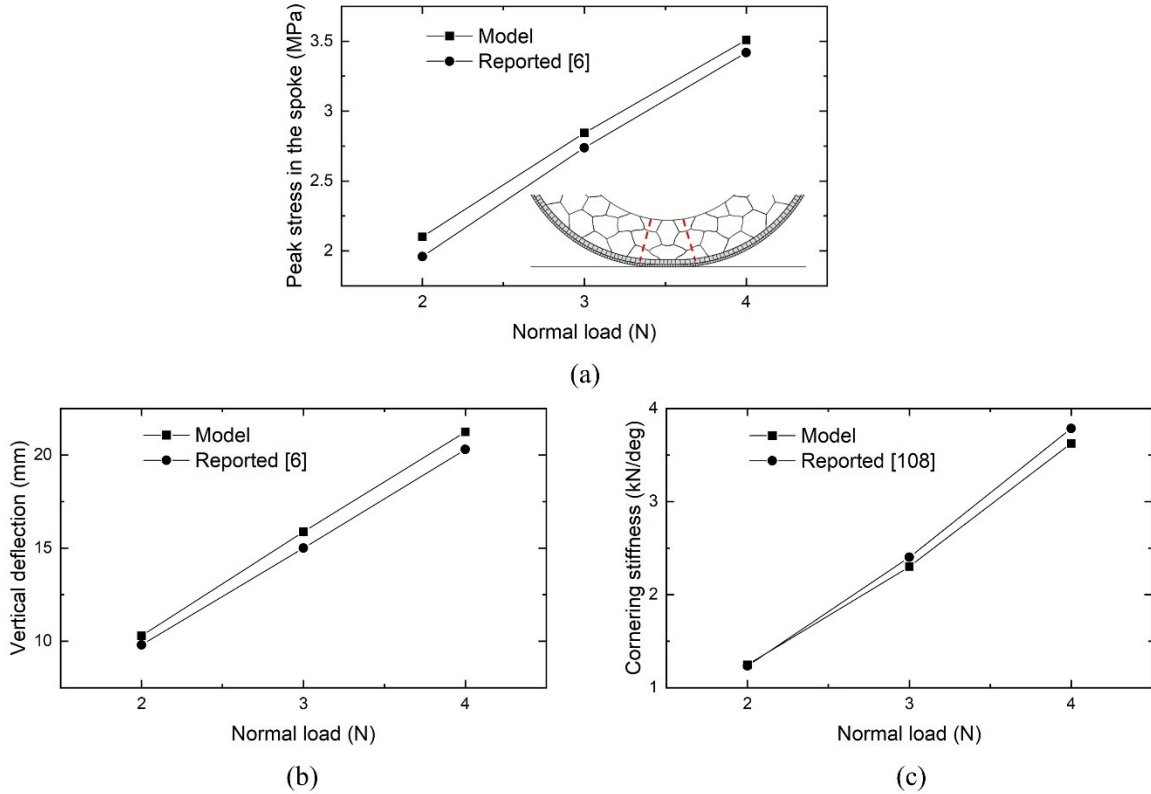 Peak stress in the spoke (MPa)
3.5
3
2.5
2
Model
Reported [6]
2
3
4
Normal load (N)
(a)
Vertical deflection (mm)
20
15
10
Model
Reported [6]
2
3
4
Normal load (N)
(b)
Cornering stiffness (kN/deg)
4
3
2
1
Model
Reported [108]
2
3
4
Normal load (N)
(c)